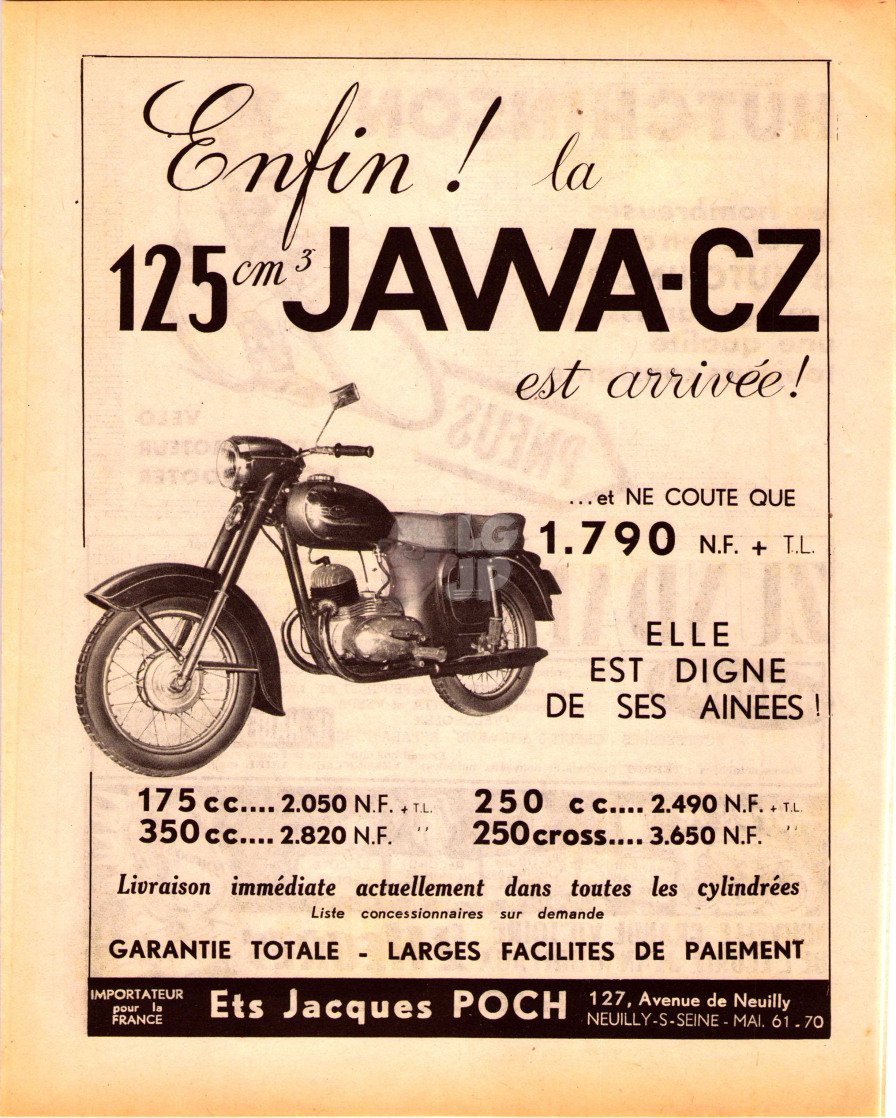 Enfin ! la
125 cm³ JAWA-CZ
est arrivée !
...et NE COUTE QUE
1.790 N.F. + T.L.
ELLE
EST DIGNE
DE SES AINEES !
175 cc.... 2.050 N.F. + T.L.
250 cc.... 2.490 N.F. + T.L.
350 cc.... 2.820 N.F. ''
250 cross.... 3.650 N.F. ''
Livraison immédiate actuellement dans toutes les cylindrées
Liste concessionnaires sur demande
GARANTIE TOTALE - LARGES FACILITES DE PAIEMENT
IMPORTATEUR
pour la
FRANCE
Ets Jacques POCH
127, Avenue de Neuilly
NEUILLY-S-SEINE - MAI. 61.70